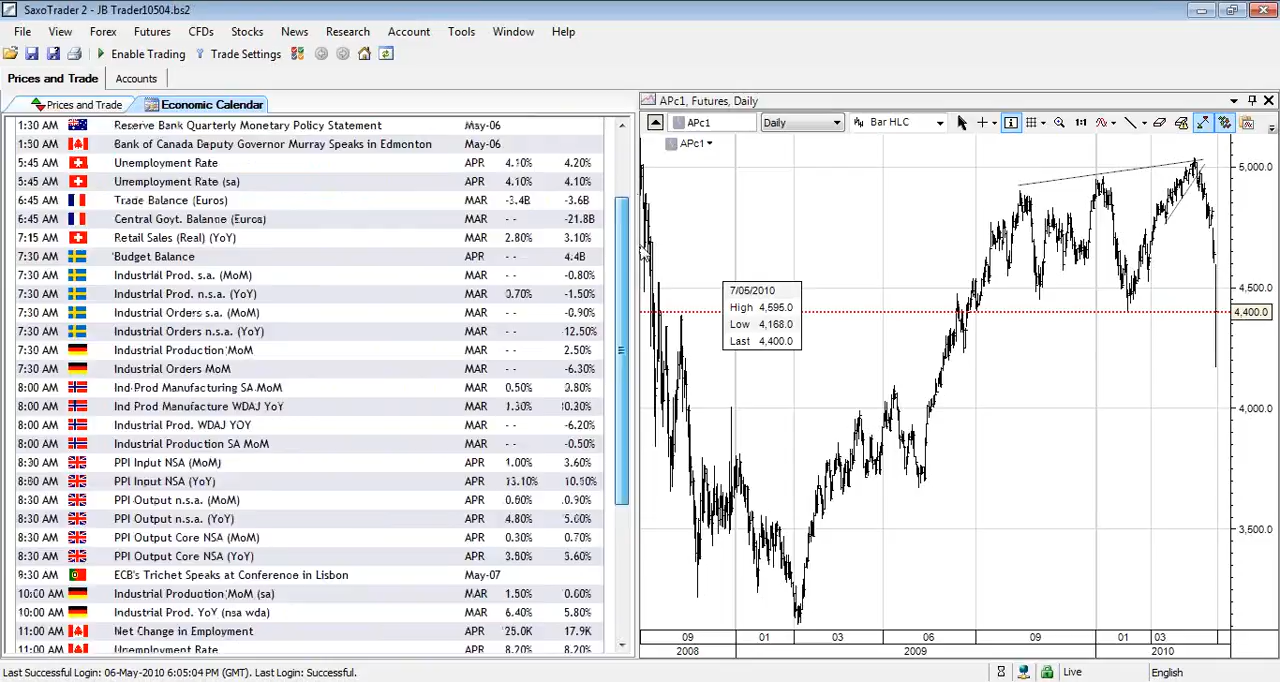 SaxoTrader 2 - JB Trader10504.bs2
File View Forex Futures CFDs Stocks News Research Account Tools Window Help
Enable Trading Trade Settings
Prices and Trade Accounts
Prices and Trade Economic Calendar
1:30 AM Reserve Bank Quarterly Monetary Policy Statement May-06
1:30 AM Bank of Canada Deputy Governor Murray Speaks in Edmonton May-06
5:45 AM Unemployment Rate APR 4.10% 4.20%
5:45 AM Unemployment Rate (sa) APR 4.10% 4.10%
6:45 AM Trade Balance (Euros) MAR -3.4B -3.6B
6:45 AM Central Govt. Balance (Euros) MAR -- -21.8B
7:15 AM Retail Sales (Real) (YoY) MAR 2.80% 3.10%
7:30 AM Budget Balance APR -- 4.4B
7:30 AM Industrial Prod. s.a. (MoM) MAR -- -0.80%
7:30 AM Industrial Prod. n.s.a. (YoY) MAR 0.70% -1.50%
7:30 AM Industrial Orders s.a. (MoM) MAR -- -0.90%
7:30 AM Industrial Orders n.s.a. (YoY) MAR -- 12.50%
7:30 AM Industrial Production MoM MAR -- 2.50%
7:30 AM Industrial Orders MoM MAR -- -6.30%
8:00 AM Ind Prod Manufacturing SA MoM MAR 0.50%
8:00 AM Ind Prod Manufacture WDAJ YoY MAR 1.30%
8:00 AM Industrial Prod. WDAJ YOY MAR -- -6.20%
8:00 AM Industrial Production SA MoM MAR -- -0.50%
8:30 AM PPI Input NSA (MoM) APR 1.00% 3.60%
8:30 AM PPI Input NSA (YoY) APR 13.10% 10.50%
8:30 AM PPI Output n.s.a. (MoM) APR 0.60% 0.90%
8:30 AM PPI Output n.s.a. (YoY) APR 4.80% 5.00%
8:30 AM PPI Output Core NSA (MoM) APR 0.30% 0.70%
8:30 AM PPI Output Core NSA (YoY) APR 3.60%
9:30 AM ECB's Trichet Speaks at Conference in Lisbon May-07
10:00 AM Industrial Production MoM (sa) MAR 1.50% 0.00%
10:00 AM Industrial Prod. YoY (nsa wda) MAR 6.40% 5.80%
11:00 AM Net Change in Employment APR 25.0K 17.9K
11:00 AM Unemployment Rate APR 8.20% 8.20%
APc1, Futures, Daily
APc1 Daily Bar HLC 1:1
APc1
5,000.0
4,500.0
4,400.0
4,000.0
3,500.0
7/05/2010
High 4,595.0
Low 4,168.0
Last 4,400.0
09 01 03 06 09 01 03
2008 2009 2010
Last Successful Login: 06-May-2010 6:05:04 PM (GMT). Last Login: Successful.
Live English